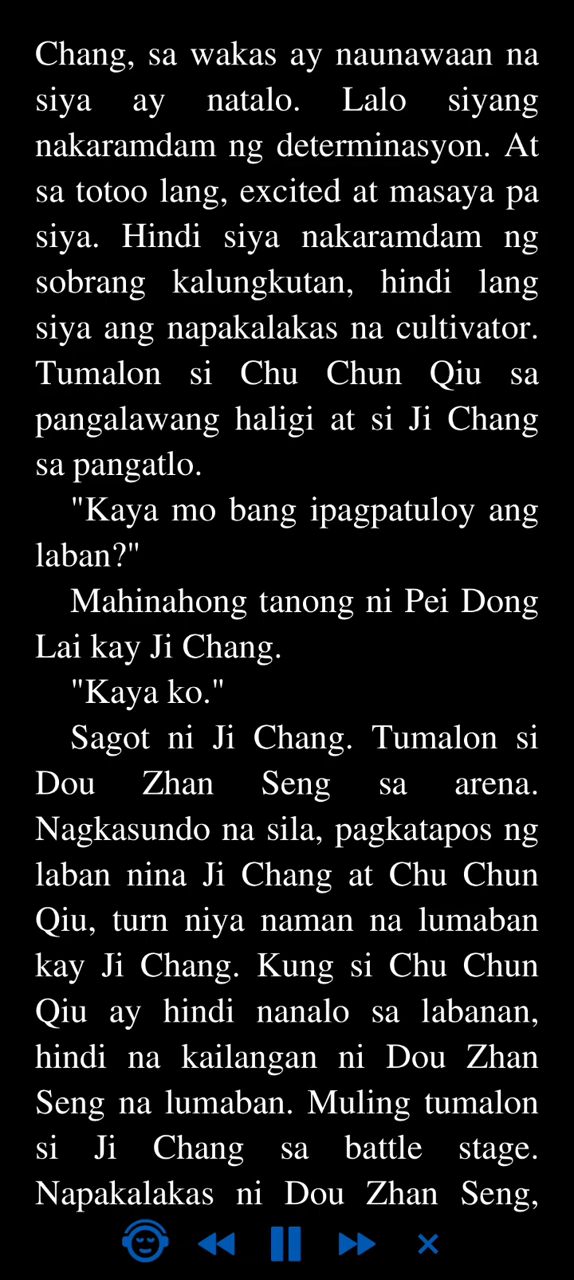 Chang, sa wakas ay naunawaan na
siya ay natalo. Lalo siyang
nakaramdam ng determinasyon. At
sa totoo lang, excited at masaya pa
siya. Hindi siya nakaramdam ng
sobrang kalungkutan, hindi lang
siya ang napakalakas na cultivator.
Tumalon si Chu Chun Qiu sa
pangalawang haligi at si Ji Chang
sa pangatlo.
"Kaya mo bang ipagpatuloy ang
laban?"
Mahinahong tanong ni Pei Dong
Lai kay Ji Chang.
"Kaya ko."
Sagot ni Ji Chang. Tumalon si
Dou Zhan Seng sa arena.
Nagkasundo na sila, pagkatapos ng
laban nina Ji Chang at Chu Chun
Qiu, turn niya naman na lumaban
kay Ji Chang. Kung si Chu Chun
Qiu ay hindi nanalo sa labanan,
hindi na kailangan ni Dou Zhan
Seng na lumaban. Muling tumalon
si Ji Chang sa battle stage.
Napakalakas ni Dou Zhan Seng,